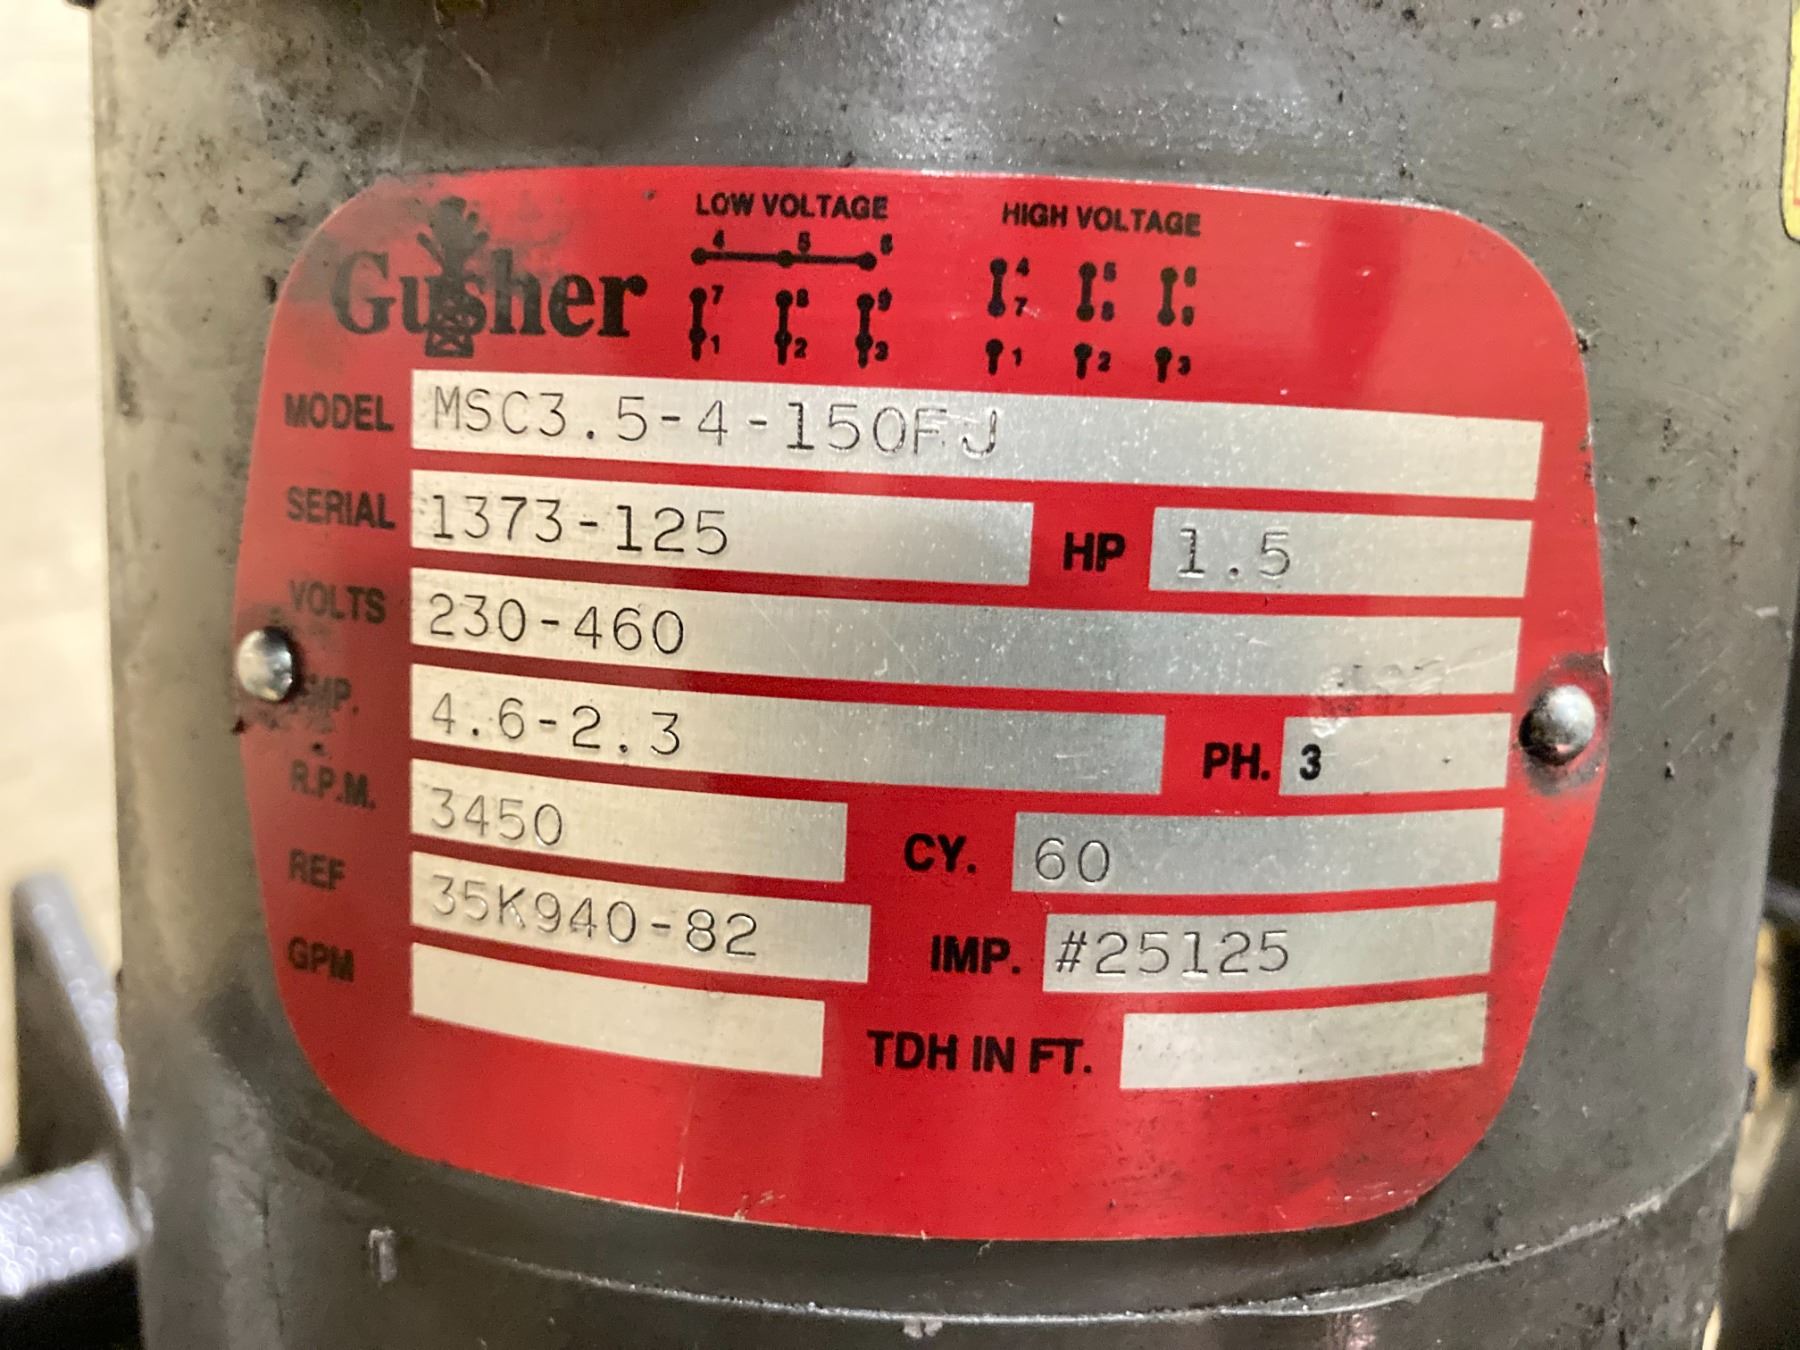 Gusher
LOW VOLTAGE
4 5 6
7 8 9
1 2 3
HIGH VOLTAGE
4 5 6
7 8 9
1 2 3
MODEL MSC3.5-4-150FJ
SERIAL 1373-125 HP 1.5
VOLTS 230-460
AMP. 4.6-2.3 PH. 3
R.P.M. 3450 CY. 60
REF 35K940-82 IMP. #25125
GPM TDH IN FT.